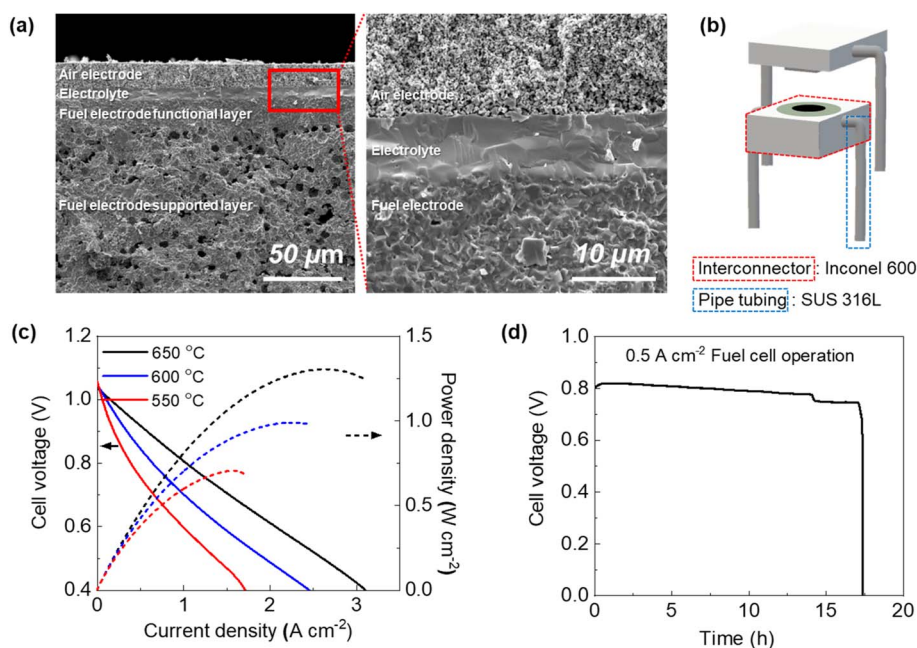 (a)
Air electrode
Electrolyte
Fuel electrode functional layer
Fuel electrode supported layer
50 μm
Air electrode
Electrolyte
Fuel electrode
10 μm
(b)
Interconnector : Inconel 600
Pipe tubing : SUS 316L
(c)
1.2
1.0
0.8
0.6
0.4
Cell voltage (V)
650 °C
600 °C
550 °C
1.5
1.0
0.5
0.0
Power density (W cm-2)
0
1
2
3
Current density (A cm-2)
(d)
1.0
0.8
0.6
0.4
0.2
0.0
Cell voltage (V)
0.5 A cm-2 Fuel cell operation
0
5
10
15
20
Time (h)